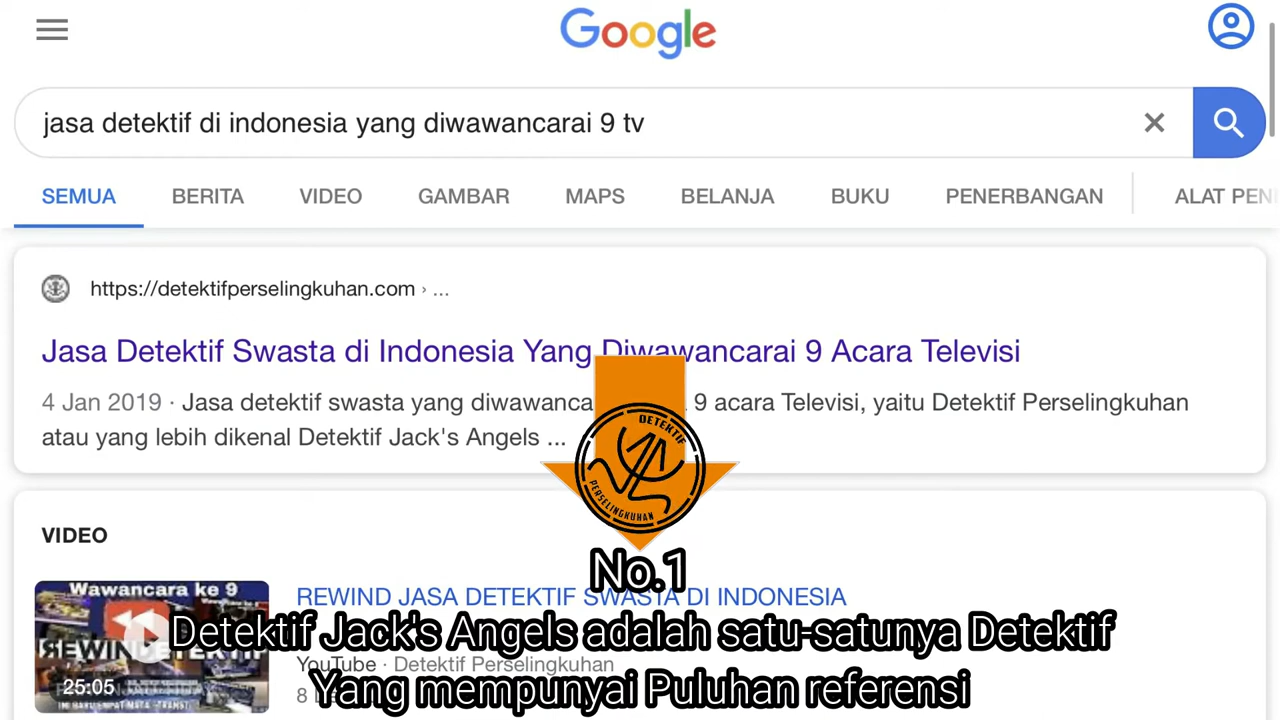 Google
jasa detektif di indonesia yang diwawancarai 9 tv
SEMUA BERITA VIDEO GAMBAR MAPS BELANJA BUKU PENERBANGAN ALAT PEN
https://detektifperselingkuhan.com › ...
Jasa Detektif Swasta di Indonesia Yang Diwawancarai 9 Acara Televisi
4 Jan 2019 · Jasa detektif swasta yang diwawanca 9 acara Televisi, yaitu Detektif Perselingkuhan
atau yang lebih dikenal Detektif Jack's Angels ...
DETEKTIF
PERSELINGKUHAN
VIDEO
No.1
Wawancara ke 9
REWIND JASA DETEKTIF SWASTA DI INDONESIA
Detektif Jack's Angels adalah satu-satunya Detektif
YouTube · Detektif Perselingkuhan
25:05
Yang mempunyai Puluhan referensi